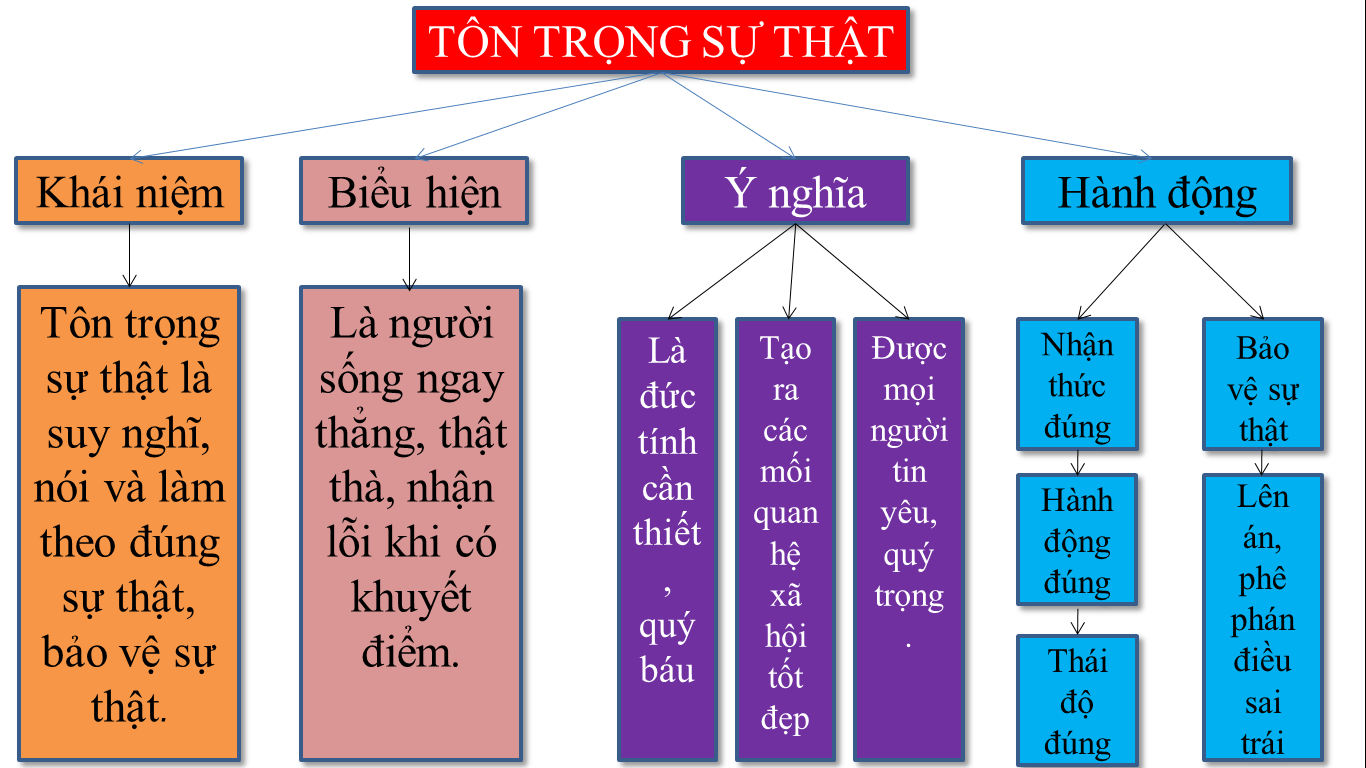 TÔN TRỌNG SỰ THẬT
Khái niệm
Biểu hiện
Ý nghĩa
Hành động
Tôn trọng
sự thật là
suy nghĩ,
nói và làm
theo đúng
sự thật,
bảo vệ sự
thật.
Là người
sống ngay
thẳng, thật
thà, nhận
lỗi khi có
khuyết
điểm.
Là
đức
tính
cần
thiết
,
quý
báu
Tạo
ra
các
mối
quan
hệ
xã
hội
tốt
đẹp
Được
mọi
người
tin
yêu,
quý
trọng
.
Nhận
thức
đúng
Hành
động
đúng
Thái
độ
đúng
Bảo
vệ sự
thật
Lên
án,
phê
phán
điều
sai
trái